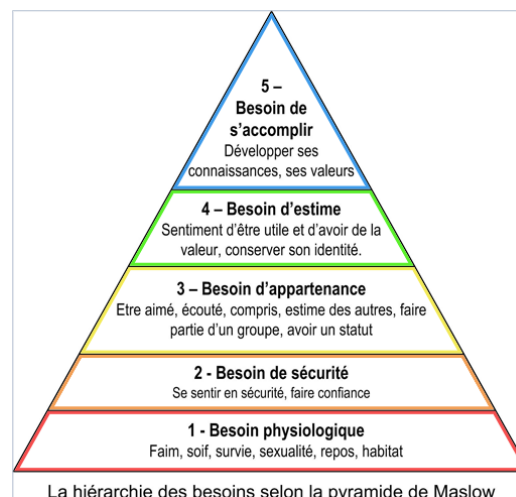 5 –
Besoin de
s'accomplir
Développer ses
connaissances, ses valeurs
4 – Besoin d'estime
Sentiment d'être utile et d'avoir de la
valeur, conserver son identité.
3 – Besoin d'appartenance
Etre aimé, écouté, compris, estime des autres, faire
partie d'un groupe, avoir un statut
2 - Besoin de sécurité
Se sentir en sécurité, faire confiance
1 - Besoin physiologique
Faim, soif, survie, sexualité, repos, habitat
La hiérarchie des besoins selon la pyramide de Maslow